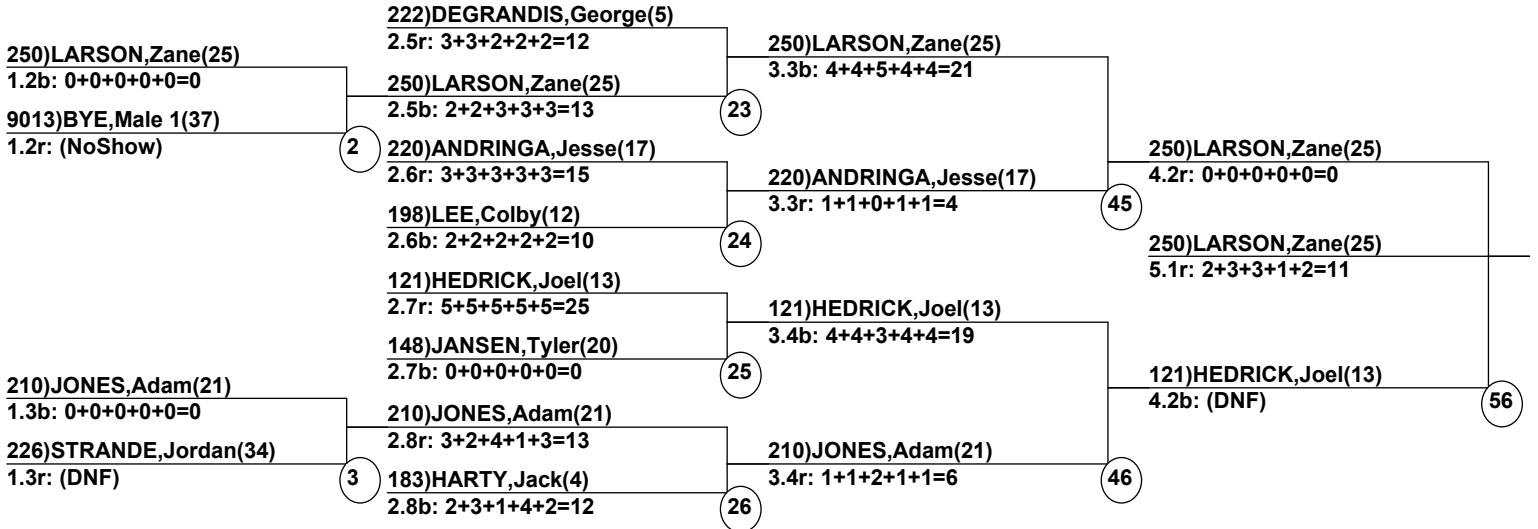 250)LARSON,Zane(25)
1.2b: 0+0+0+0+0=0
9013)BYE,Male 1(37)
1.2r: (NoShow)
2
210)JONES,Adam(21)
1.3b: 0+0+0+0+0=0
226)STRANDE,Jordan(34)
1.3r: (DNF)
3
222)DEGRANDIS,George(5)
2.5r: 3+3+2+2+2=12
250)LARSON,Zane(25)
2.5b: 2+2+3+3+3=13
23
220)ANDRINGA,Jesse(17)
2.6r: 3+3+3+3+3=15
198)LEE,Colby(12)
2.6b: 2+2+2+2+2=10
24
121)HEDRICK,Joel(13)
2.7r: 5+5+5+5+5=25
148)JANSEN,Tyler(20)
2.7b: 0+0+0+0+0=0
25
210)JONES,Adam(21)
2.8r: 3+2+4+1+3=13
183)HARTY,Jack(4)
2.8b: 2+3+1+4+2=12
26
250)LARSON,Zane(25)
3.3b: 4+4+5+4+4=21
220)ANDRINGA,Jesse(17)
3.3r: 1+1+0+1+1=4
45
121)HEDRICK,Joel(13)
3.4b: 4+4+3+4+4=19
210)JONES,Adam(21)
3.4r: 1+1+2+1+1=6
46
250)LARSON,Zane(25)
4.2r: 0+0+0+0+0=0
250)LARSON,Zane(25)
5.1r: 2+3+3+1+2=11
121)HEDRICK,Joel(13)
4.2b: (DNF)
56